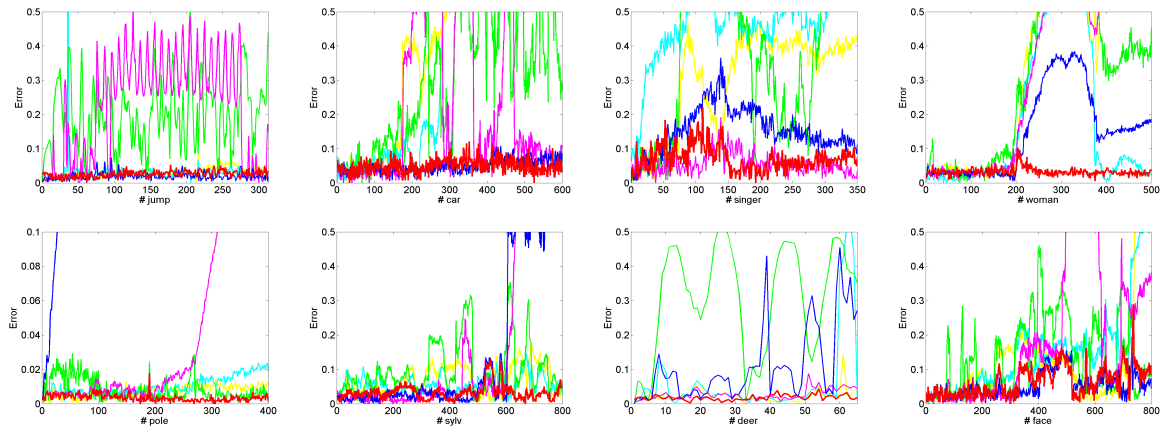 0.5 0.4 0.3 0.2 0.1 0
Error
0 50 100 150 200 250 300
# jump
0.5 0.4 0.3 0.2 0.1 0
Error
100 200 300 400 500 600
# car
0.5 0.4 0.3 0.2 0.1 0
Error
0 50 100 150 200 250 300 350
# singer
0.5 0.4 0.3 0.2 0.1 0
Error
100 200 300 400 500
# woman
0.1 0.08 0.06 0.04 0.02 0
Error
0 100 200 300 400
# pole
0.5 0.4 0.3 0.2 0.1 0
Error
200 400 600 800
# sylv
0.5 0.4 0.3 0.2 0.1 0
Error
0 10 20 30 40 50 60
# deer
0.5 0.4 0.3 0.2 0.1 0
Error
200 400 600 800
# face